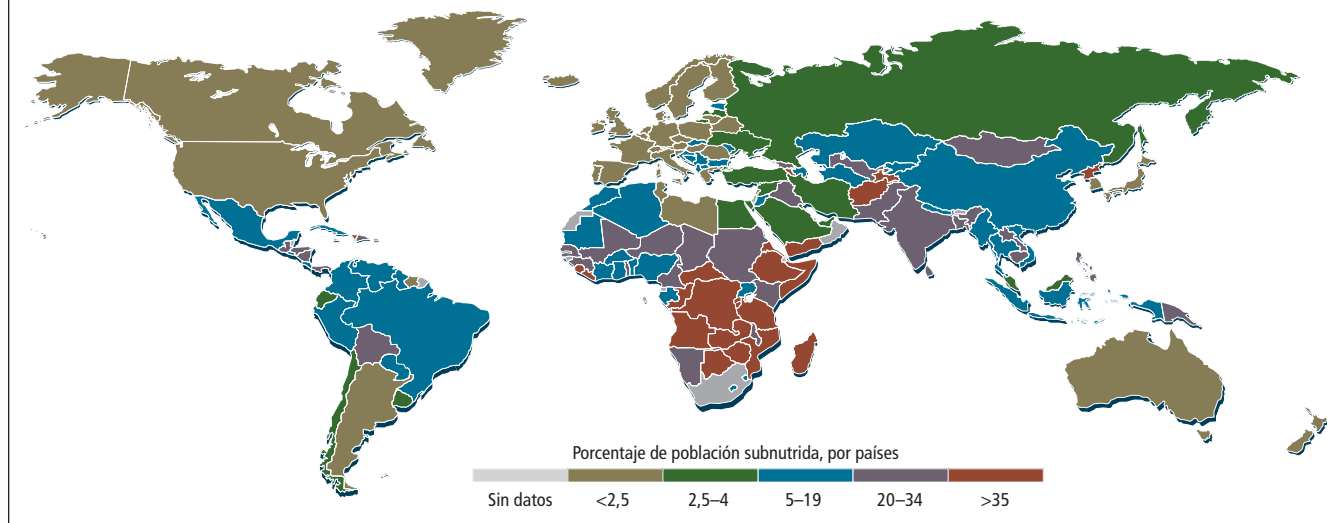 Porcentaje de población subnutrida, por países
Sin datos <2,5 2,5–4 5–19 20–34 >35